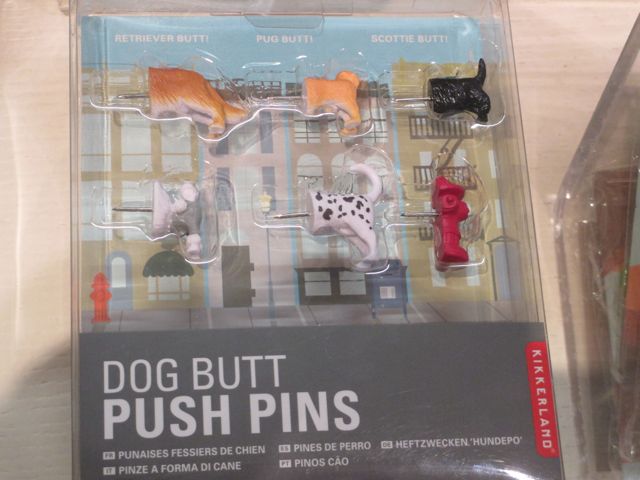 RETRIEVER BUTT! PUG BUTT! SCOTTIE BUTT!
DOG BUTT
PUSH PINS
KIKKERLAND
FR PUNAISES FESSIERS DE CHIEN ES PINES DE PERRO DE HEFTZWECKEN,'HUNDEPO'
IT PINZE A FORMA DI CANE PT PINOS CÃO